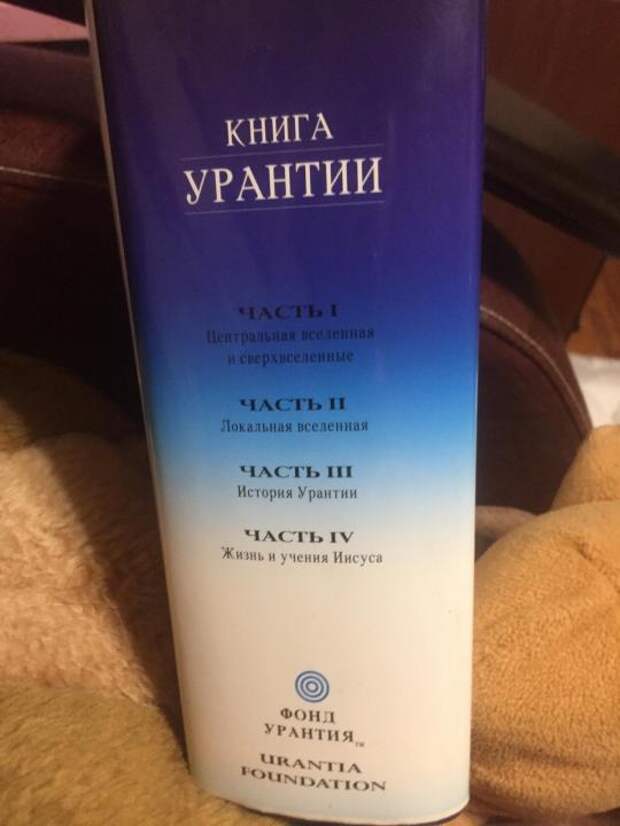 КНИГА
УРАНТИИ
ЧАСТЬ I
Центральная вселенная
и сверхвселенные
ЧАСТЬ II
Локальная вселенная
ЧАСТЬ III
История Урантии
ЧАСТЬ IV
Жизнь и учения Иисуса
ФОНД
УРАНТИЯ™
URANTIA
FOUNDATION